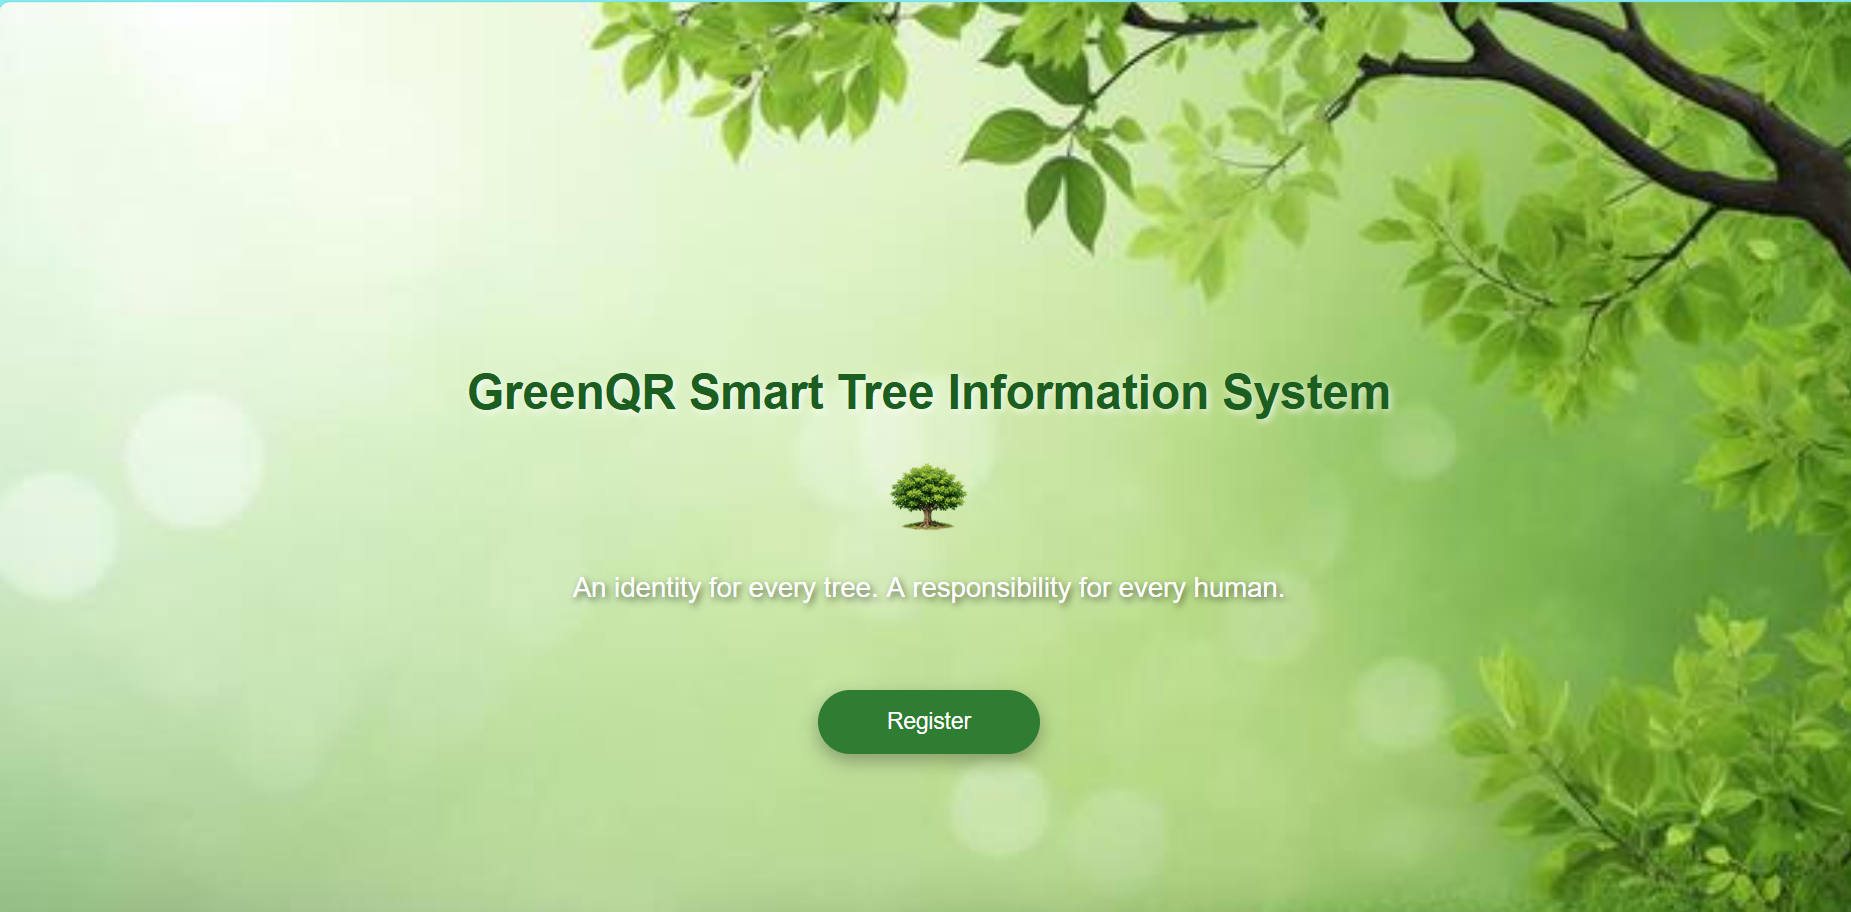 GreenQR Smart Tree Information System
An identity for every tree. A responsibility for every human.
Register